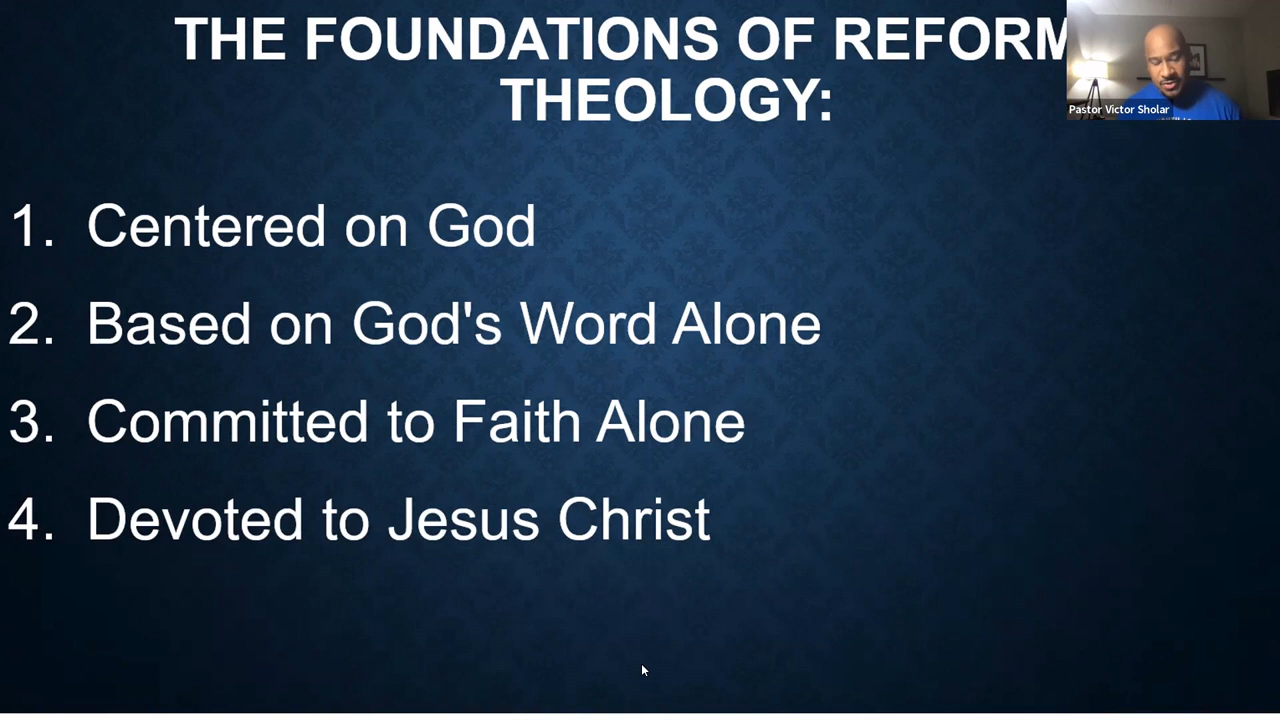 THE FOUNDATIONS OF REFORM
THEOLOGY:
Pastor Victor Sholar
1. Centered on God
2. Based on God's Word Alone
3. Committed to Faith Alone
4. Devoted to Jesus Christ